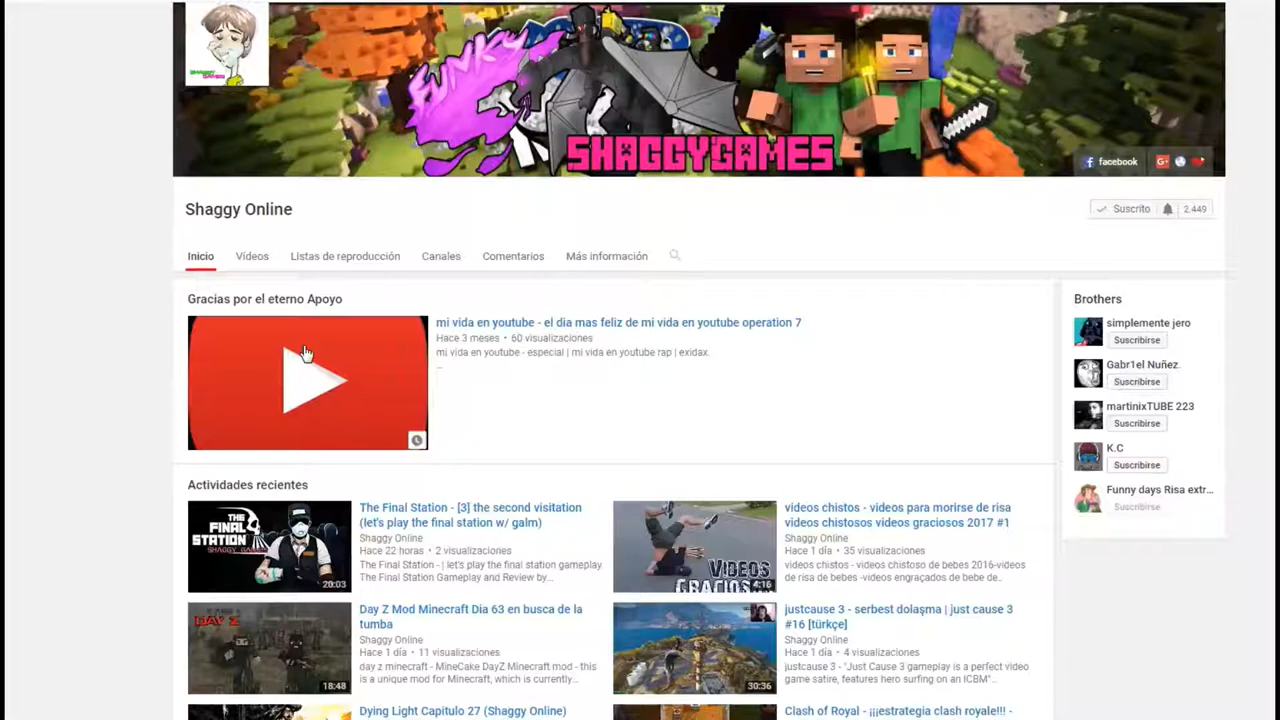 SHAGGYGAMES
facebook
Shaggy Online
Suscrito 2.449
Inicio Vídeos Listas de reproducción Canales Comentarios Más información
Gracias por el eterno Apoyo
mi vida en youtube - el dia mas feliz de mi vida en youtube operation 7
Hace 3 meses • 60 visualizaciones
mi vida en youtube - especial | mi vida en youtube rap | exidax.
...
Brothers
simplemente jero
Suscribirse
Gabr1el Nuñez
Suscribirse
martinixTUBE 223
Suscribirse
K.C
Suscribirse
Funny days Risa extr...
Suscribirse
Actividades recientes
THE FINAL STATION
20:03
The Final Station - [3] the second visitation
(let's play the final station w/ galm)
Shaggy Online
Hace 22 horas • 2 visualizaciones
The Final Station - | let's play the final station gameplay
The Final Station Gameplay and Review by...
VIDEOS
GRACIOSOS
4:16
videos chistos - videos para morirse de risa
videos chistosos videos graciosos 2017 #1
Shaggy Online
Hace 1 día • 35 visualizaciones
videos chistos - videos chistoso de bebes 2016-videos
de risa de bebes -videos engraçados de bebe de..
DAY Z
18:48
Day Z Mod Minecraft Dia 63 en busca de la
tumba
Shaggy Online
Hace 1 día • 11 visualizaciones
day z minecraft - MineCake DayZ Minecraft mod - this
is a unique mod for Minecraft, which is currently...
30:36
justcause 3 - serbest dolaşma | just cause 3
#16 [türkçe]
Shaggy Online
Hace 1 día • 4 visualizaciones
justcause 3 - "Just Cause 3 gameplay is a perfect video
game satire, features hero surfing on an ICBM"...
Dying Light Capitulo 27 (Shaggy Online)
Clash of Royal - ¡¡¡estrategia clash royale!!! -